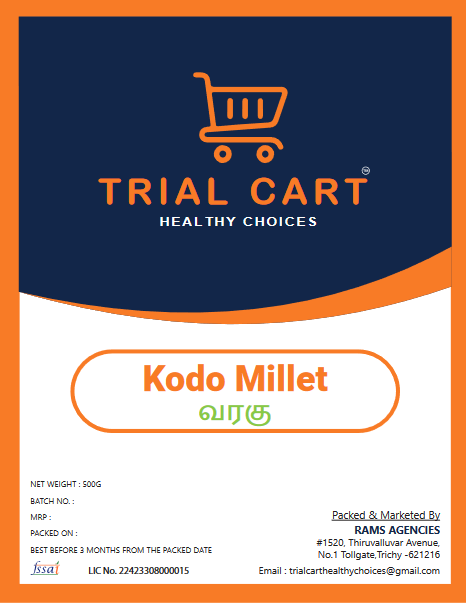 TRIAL CART
TM
HEALTHY CHOICES
Kodo Millet
வரகு
NET WEIGHT : 500G
BATCH NO. :
MRP :
PACKED ON :
BEST BEFORE 3 MONTHS FROM THE PACKED DATE
fssai
LIC No. 22423308000015
Packed & Marketed By
RAMS AGENCIES
#1520, Thiruvalluvar Avenue,
No.1 Tollgate,Trichy -621216
Email : trialcarthealthychoices@gmail.com